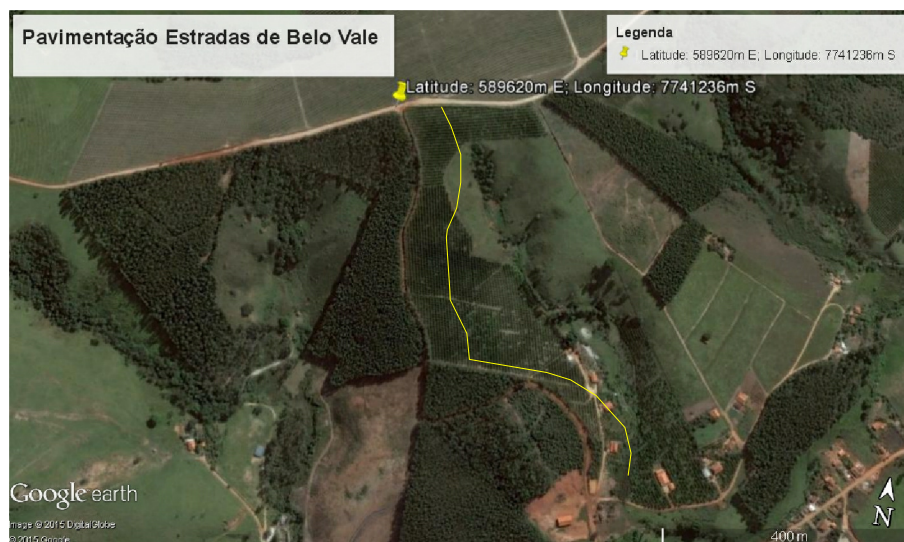 Pavimentação Estradas de Belo Vale
Legenda
Latitude: 589620m E; Longitude: 7741236m S
Latitude: 589620m E; Longitude: 7741236m S
Google earth
Image © 2015 DigitalGlobe
© 2015 Google
400 m
N